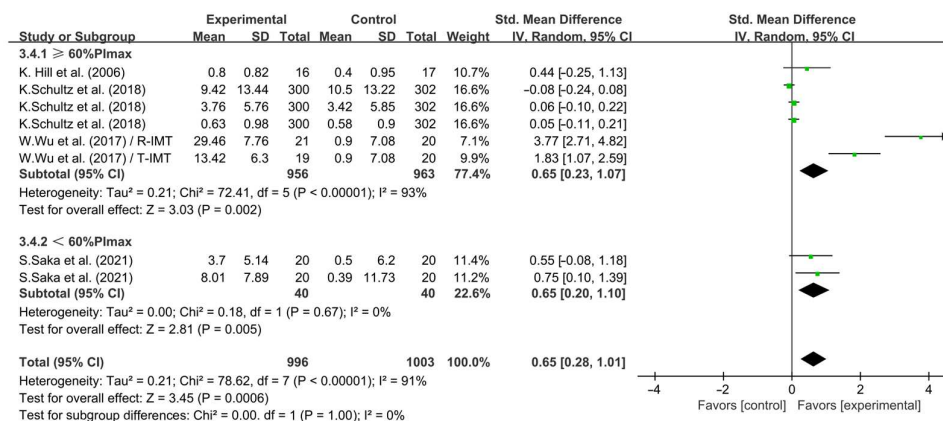 Experimental Control Std. Mean Difference Std. Mean Difference
Study or Subgroup Mean SD Total Mean SD Total Weight IV, Random, 95% CI IV, Random, 95% CI
3.4.1 ≥ 60%PImax
K. Hill et al. (2006) 0.8 0.82 16 0.4 0.95 17 10.7% 0.44 [-0.25, 1.13]
K.Schultz et al. (2018) 9.42 13.44 300 10.5 13.22 302 16.6% -0.08 [-0.24, 0.08]
K.Schultz et al. (2018) 3.76 5.76 300 3.42 5.85 302 16.6% 0.06 [-0.10, 0.22]
K.Schultz et al. (2018) 0.63 0.98 300 0.58 0.9 302 16.6% 0.05 [-0.11, 0.21]
W.Wu et al. (2017) / R-IMT 29.46 7.76 21 0.9 7.08 20 7.1% 3.77 [2.71, 4.82]
W.Wu et al. (2017) / T-IMT 13.42 6.3 19 0.9 7.08 20 9.9% 1.83 [1.07, 2.59]
Subtotal (95% CI) 956 963 77.4% 0.65 [0.23, 1.07]
Heterogeneity: Tau² = 0.21; Chi² = 72.41, df = 5 (P < 0.00001); I² = 93%
Test for overall effect: Z = 3.03 (P = 0.002)
3.4.2 < 60%PImax
S.Saka et al. (2021) 3.7 5.14 20 0.5 6.2 20 11.4% 0.55 [-0.08, 1.18]
S.Saka et al. (2021) 8.01 7.89 20 0.39 11.73 20 11.2% 0.75 [0.10, 1.39]
Subtotal (95% CI) 40 40 22.6% 0.65 [0.20, 1.10]
Heterogeneity: Tau² = 0.00; Chi² = 0.18, df = 1 (P = 0.67); I² = 0%
Test for overall effect: Z = 2.81 (P = 0.005)
Total (95% CI) 996 1003 100.0% 0.65 [0.28, 1.01]
Heterogeneity: Tau² = 0.21; Chi² = 78.62, df = 7 (P < 0.00001); I² = 91%
Test for overall effect: Z = 3.45 (P = 0.0006)
Test for subgroup differences: Chi² = 0.00. df = 1 (P = 1.00); I² = 0%
-4 -2 0 2 4
Favors [control] Favors [experimental]